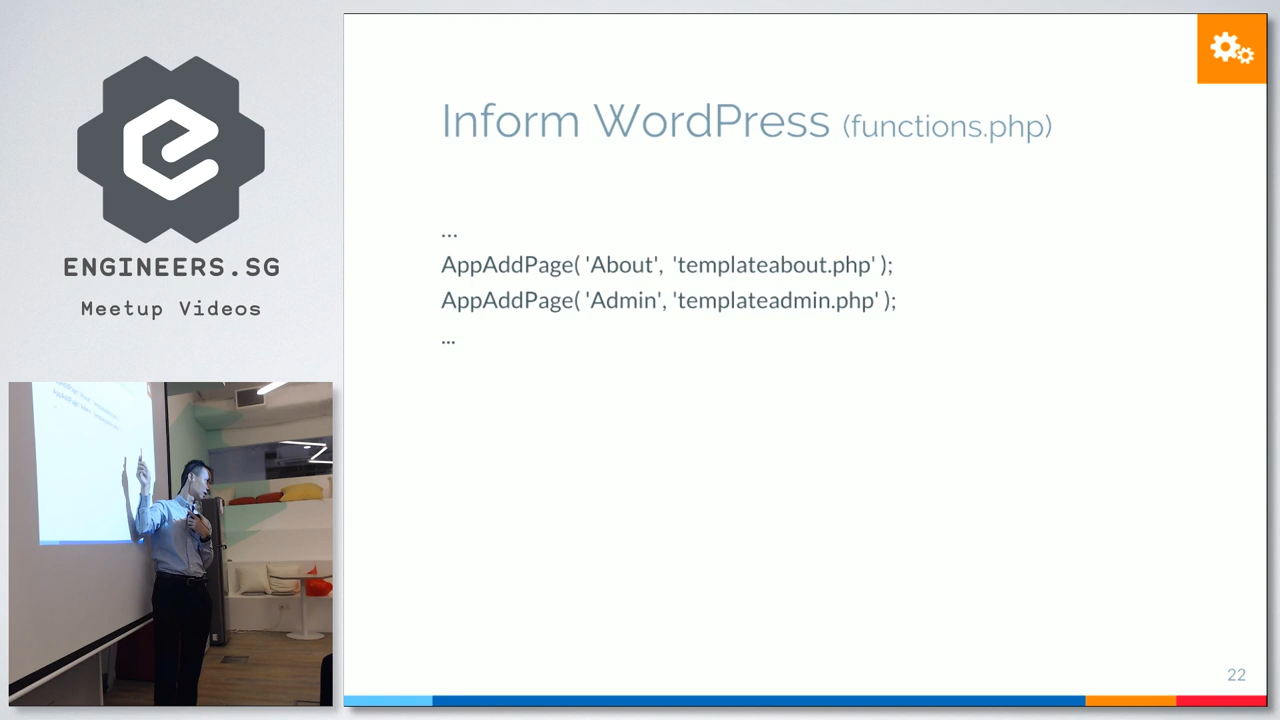 ENGINEERS.SG
Meetup Videos
Inform WordPress (functions.php)
...
AppAddPage( 'About', 'templateabout.php' );
AppAddPage( 'Admin', 'templateadmin.php' );
...
22